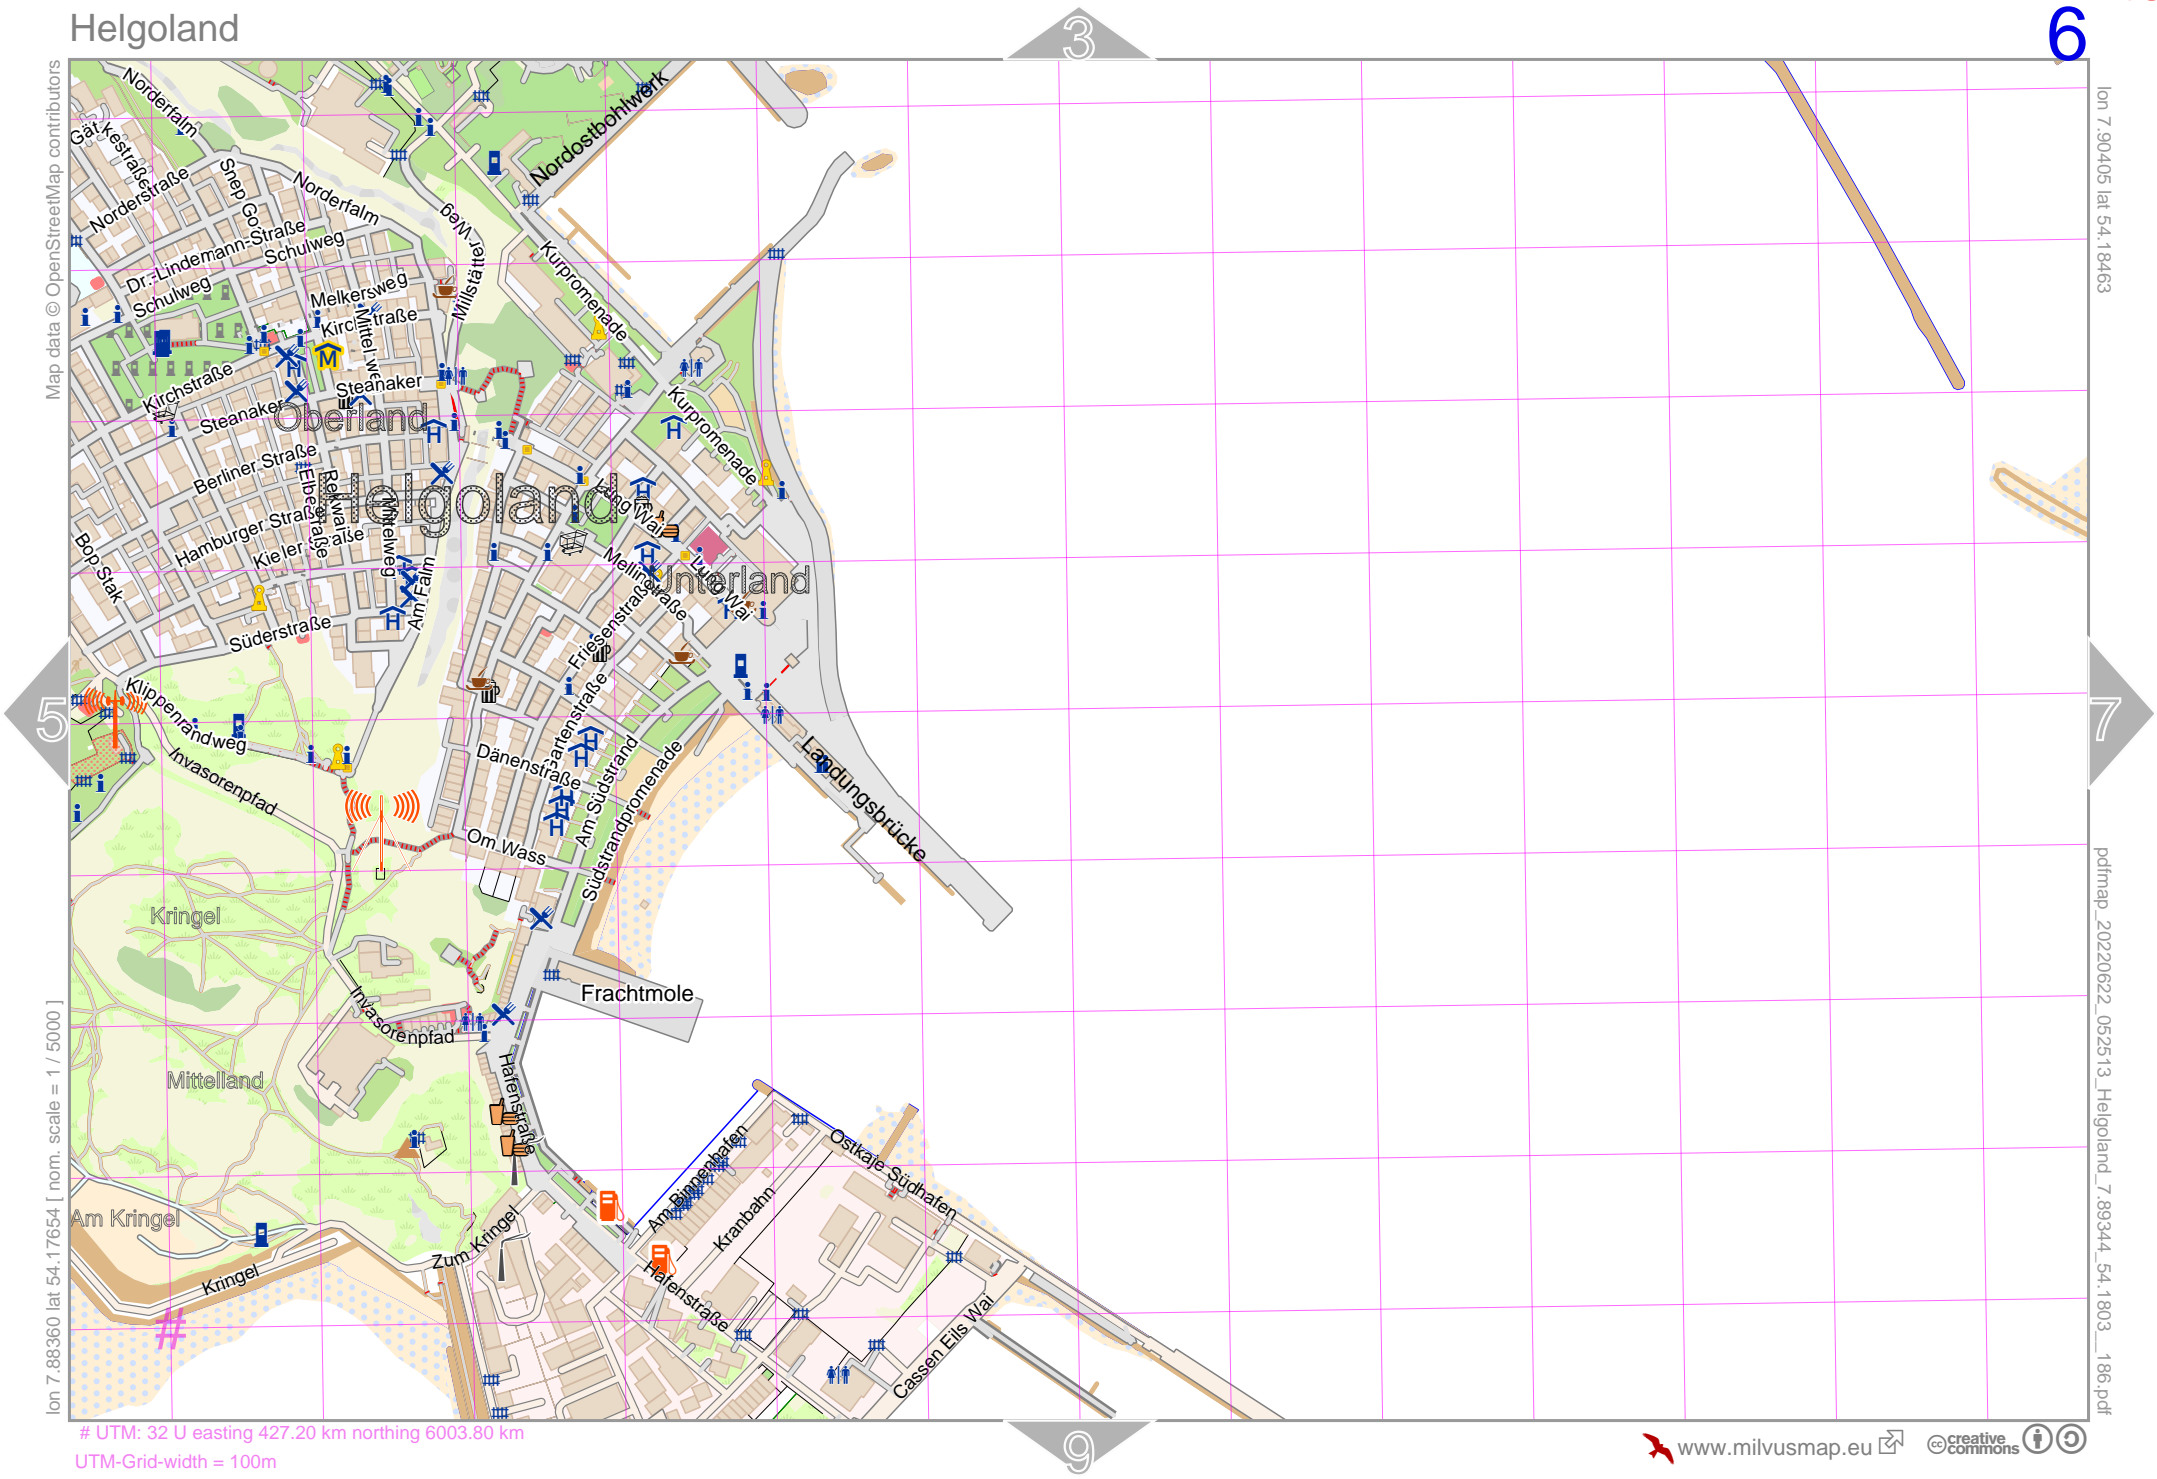 Helgoland
3
6
Map data © OpenStreetMap contributors
lon 7.90405 lat 54.18463
Norderfalm
Nordostbohlwerk
Norderstraße
Norderfalm
Millstätter Weg
Dr.-Lindemann-Straße
Schulweg
Schulweg
Kurpromenade
Melkersweg
Kirchstraße
Mittelweg
Kirchstraße
Steanaker
Steanaker
Oberland
Kurpromenade
Berliner Straße
Elbestraße
Helgoland
Lung Wai
Hamburger Straße
Kieler Straße
Mittelweg
Bop Stak
Am Falm
Mellinstraße
Unterland
Lung Wai
Friesenstraße
Süderstraße
5
7
Klippenrandweg
Invasorenpfad
Gartenstraße
Dänenstraße
Am Südstrand
Südstrandpromenade
Landungsbrücke
Om Wass
Kringel
Frachtmole
Invasorenpfad
Hafenstraße
Mittelland
Am Binnenhafen
Ostkaje Südhafen
Kranbahn
Am Kringel
Zum Kringel
Kringel
Hafenstraße
Cassen Eils Wai
#
lon 7.88360 lat 54.17654 [ nom. scale = 1 / 5000 ]
pdfmap_20220622_052513_Helgoland_7.89344_54.1803__186.pdf
# UTM: 32 U easting 427.20 km northing 6003.80 km
UTM-Grid-width = 100m
9
www.milvusmap.eu
cc creative commons